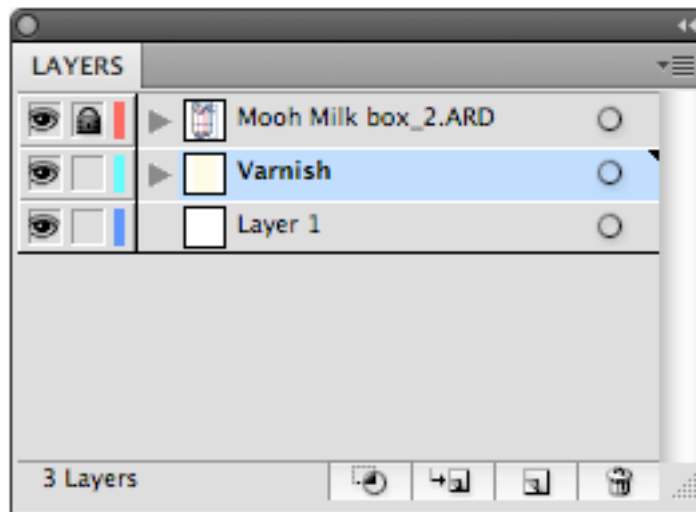 LAYERS
Mooh Milk box_2.ARD
Varnish
Layer 1
3 Layers